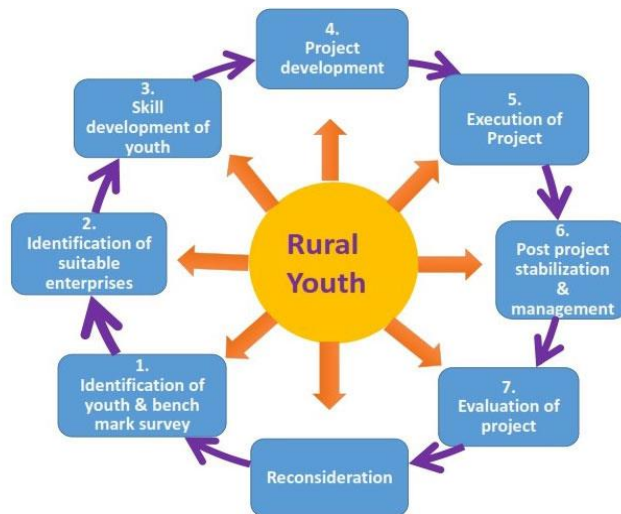 4.
Project
development
3.
Skill
development of
youth
5.
Execution of
Project
2.
Identification of
suitable
enterprises
Rural
Youth
6.
Post project
stabilization
&
management
1.
Identification of
youth & bench
mark survey
7.
Evaluation of
project
Reconsideration